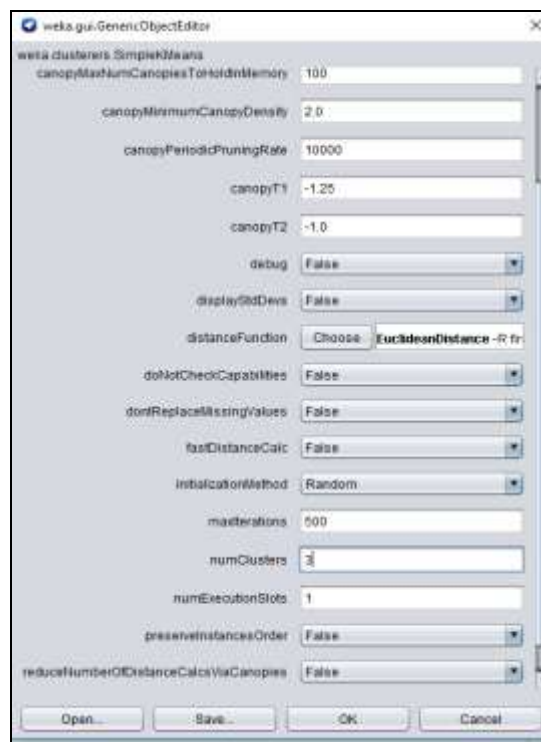 weka.gui.GenericObjectEditor
weka.clusterers.SimpleKMeans
canopyMaxNumCanopiesToHoldInMemory 100
canopyMinimumCanopyDensity 2.0
canopyPeriodicPruningRate 10000
canopyT1 -1.25
canopyT2 -1.0
debug False
displayStdDevs False
distanceFunction Choose EuclideanDistance -R fir
doNotCheckCapabilities False
dontReplaceMissingValues False
fastDistanceCalc False
initializationMethod Random
maxIterations 500
numClusters 3
numExecutionSlots 1
preserveInstancesOrder False
reduceNumberOfDistanceCalcsViaCanopies False
Open... Save... OK Cancel